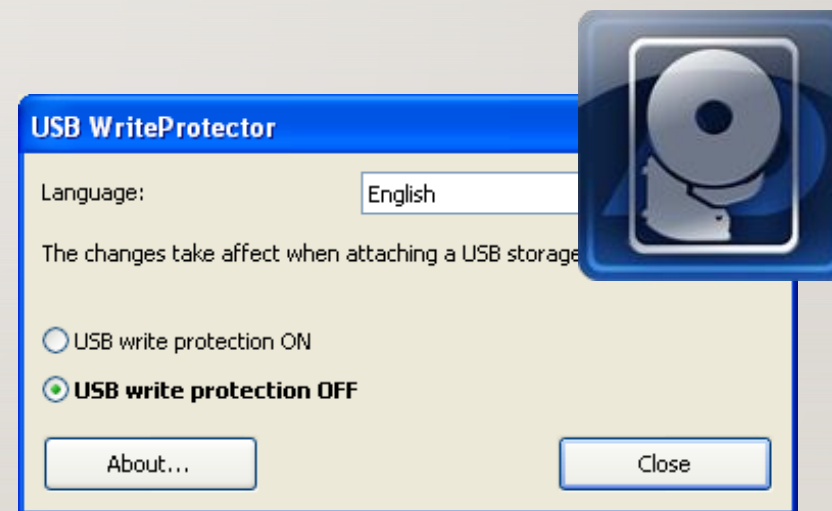 USB WriteProtector
Language: English
The changes take affect when attaching a USB storage
USB write protection ON
USB write protection OFF
About... Close